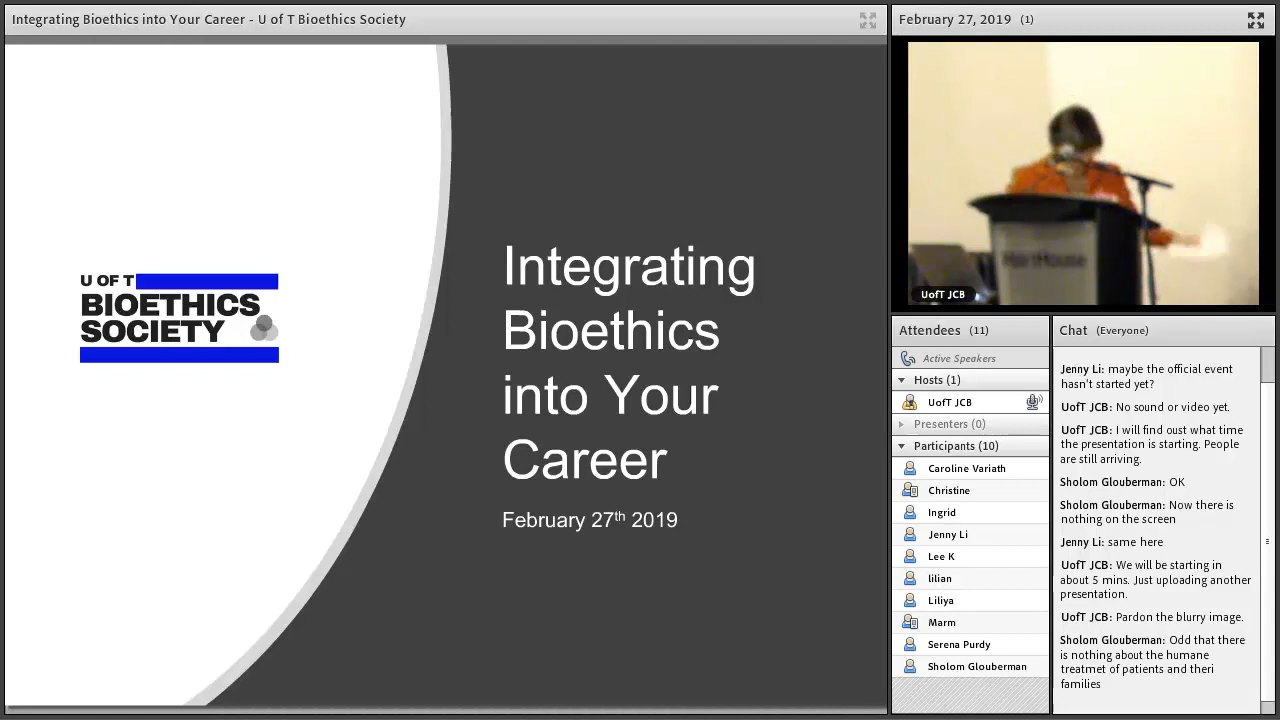 Integrating Bioethics into Your Career - U of T Bioethics Society
U OF T
BIOETHICS
SOCIETY
Integrating
Bioethics
into Your
Career
February 27th 2019
February 27, 2019 (1)
UofT JCB
Attendees (11)
Active Speakers
Hosts (1)
UofT JCB
Presenters (0)
Participants (10)
Caroline Variath
Christine
Ingrid
Jenny Li
Lee K
lilian
Liliya
Marm
Serena Purdy
Sholom Glouberman
Chat (Everyone)
Jenny Li: maybe the official event
hasn't started yet?
UofT JCB: No sound or video yet.
UofT JCB: I will find oust what time
the presentation is starting. People
are still arriving.
Sholom Glouberman: OK
Sholom Glouberman: Now there is
nothing on the screen
Jenny Li: same here
UofT JCB: We will be starting in
about 5 mins. Just uploading another
presentation.
UofT JCB: Pardon the blurry image.
Sholom Glouberman: Odd that there
is nothing about the humane
treatmet of patients and theri
families